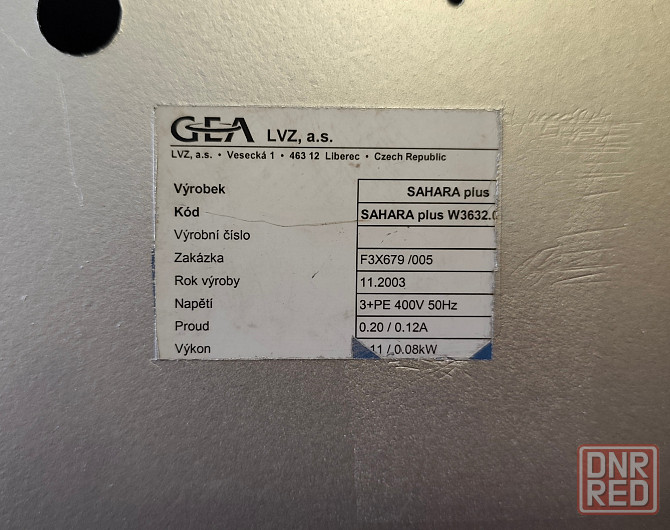 GEA LVZ, a.s.
LVZ, a.s. • Vesecká 1 • 463 12 Liberec • Czech Republic
Výrobek SAHARA plus
Kód SAHARA plus W3632.
Výrobní číslo
Zakázka F3X679 /005
Rok výroby 11.2003
Napětí 3+PE 400V 50Hz
Proud 0.20 / 0.12A
Výkon 11 / 0.08kW
DNR
RED